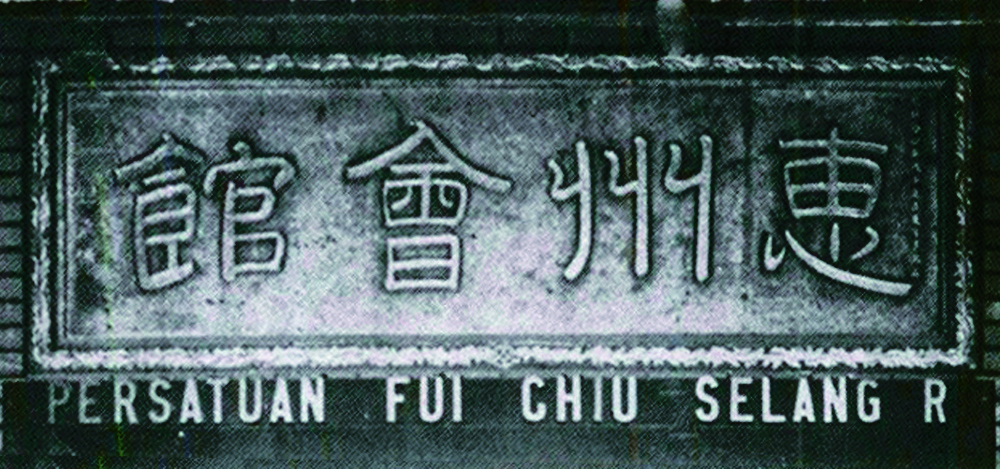 惠州會館
PERSATUAN FUI CHIU SELANG R